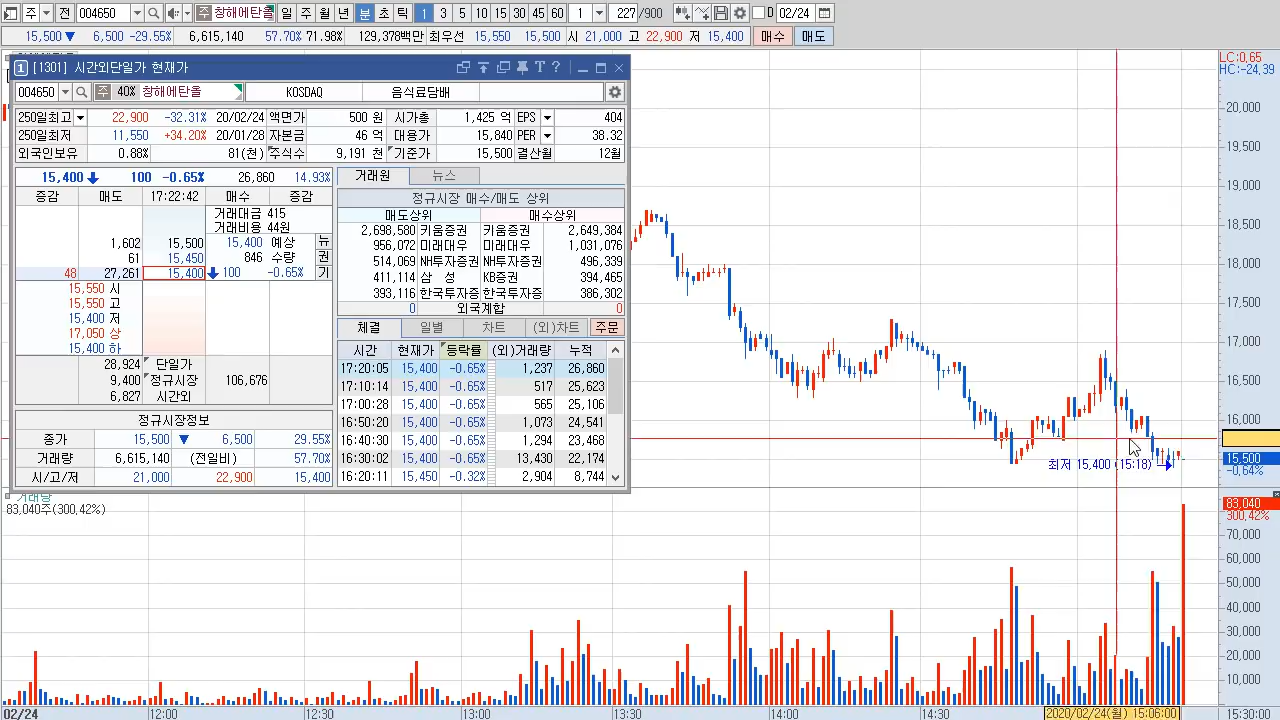 주 전 004650 주 창해에탄올 일 주 월 년 분 초 틱 1 3 5 10 15 30 45 60 1 227 /900 D 02/24
15,500 ▼ 6,500 -29.55% 6,615,140 57.70% 71.98% 129,378백만 최우선 15,550 15,500 시 21,000 고 22,900 저 15,400 매수 매도
1 [1301] 시간외단일가 현재가 T ?
004650 주 40% 창해에탄올 KOSDAQ 음식료담배
250일최고 22,900 -32.31% 20/02/24 액면가 500 원 시가총 1,425 억 EPS 404
250일최저 11,550 +34.20% 20/01/28 자본금 46 억 대용가 15,840 PER 38.32
외국인보유 0.88% 81(천) 주식수 9,191 천 기준가 15,500 결산월 12월
15,400 100 -0.65% 26,860 14.93%
증감 매도 17:22:42 매수 증감
거래대금 415
거래비용 44원
1,602 15,500 15,400 예상 뉴
61 15,450 846 수량 권
48 27,261 15,400 100 -0.65% 기
15,550 시
15,550 고
15,400 저
17,050 상
15,400 하
28,924 단일가
9,400 정규시장 106,676
6,827 시간외
정규시장정보
종가 15,500 ▼ 6,500 29.55%
거래량 6,615,140 (전일비) 57.70%
시/고/저 21,000 22,900 15,400
거래원 뉴스
정규시장 매수/매도 상위
매도상위 매수상위
2,698,580 키움증권 키움증권 2,649,384
956,072 미래대우 미래대우 1,031,076
514,069 NH투자증권 NH투자증권 496,339
411,114 삼 성 KB증권 394,465
393,116 한국투자증 한국투자증 386,302
0 외국계합 0
체결 일별 차트 (외)차트 주문
시간 현재가 등락률 (외)거래량 누적
17:20:05 15,400 -0.65% 1,237 26,860
17:10:14 15,400 -0.65% 517 25,623
17:00:28 15,400 -0.65% 565 25,106
15,400 -0.65% 1,073 24,541
16:40:30 15,400 -0.65% 1,294 23,468
16:30:02 15,400 -0.65% 13,430 22,174
16:20:11 15,450 -0.32% 2,904 8,744
LC:0.65
HC:-24.39
20,000
19,500
19,000
18,500
18,000
17,500
17,000
16,500
16,000
15,500
-0.64%
최저 15,400 (15:18)
거래량
83,040주(300.42%)
83,040
300.42%
70,000
60,000
50,000
40,000
30,000
20,000
10,000
02/24 12:00 12:30 13:00 13:30 14:00 14:30 2020/02/24(월) 15:06:00 15:30:00